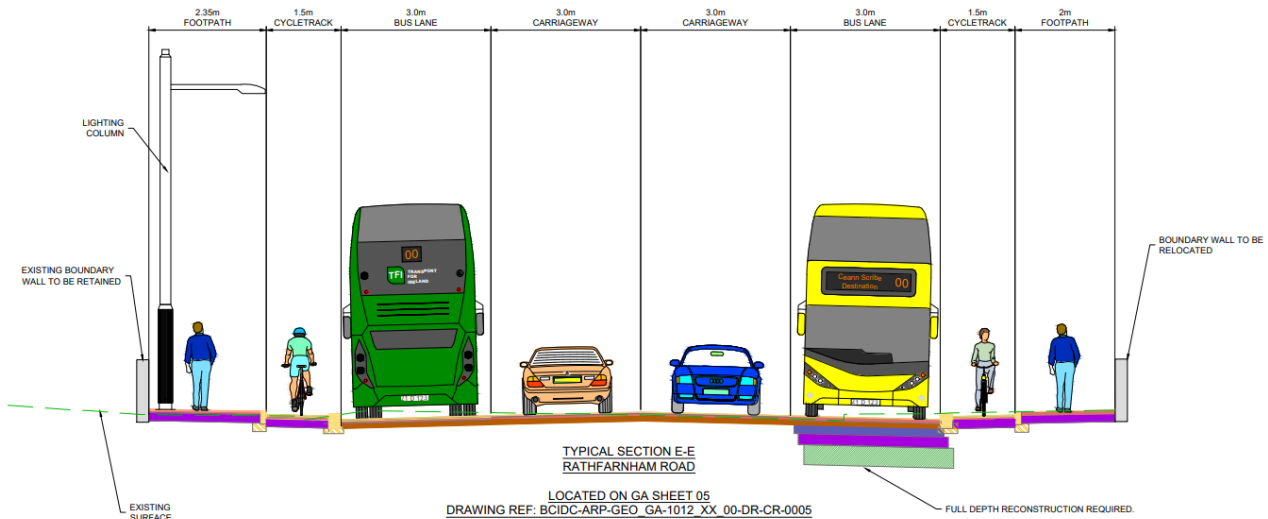 2.35m
FOOTPATH
1.5m
CYCLETRACK
3.0m
BUS LANE
3.0m
CARRIAGEWAY
3.0m
CARRIAGEWAY
3.0m
BUS LANE
1.5m
CYCLETRACK
2m
FOOTPATH
LIGHTING
COLUMN
EXISTING BOUNDARY
WALL TO BE RETAINED
00
TFI
TRANSPORT
FOR
IRELAND
Ceann Scríbe
Destination
00
BOUNDARY WALL TO BE
RELOCATED
TYPICAL SECTION E-E
RATHFARNHAM ROAD
LOCATED ON GA SHEET 05
DRAWING REF: BCIDC-ARP-GEO_GA-1012_XX_00-DR-CR-0005
EXISTING
SURFACE
FULL DEPTH RECONSTRUCTION REQUIRED.